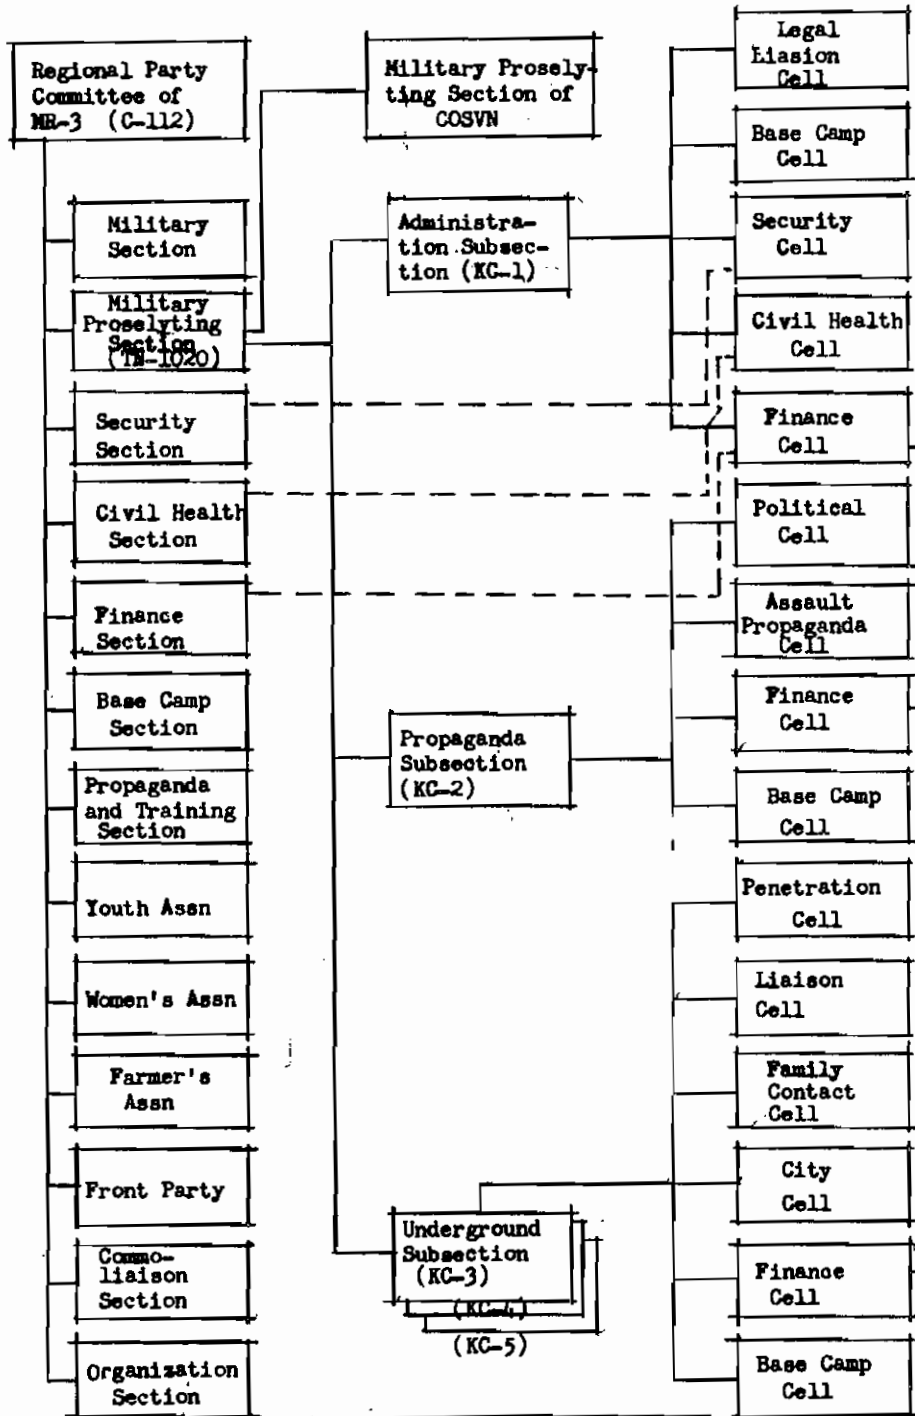 Regional Party
Committee of
MR-3 (C-112)
Military
Section
Military
Proselyting
Section
(TN-1020)
Security
Section
Civil Health
Section
Finance
Section
Base Camp
Section
Propaganda
and Training
Section
Youth Assn
Women's Assn
Farmer's
Assn
Front Party
Commo-
liaison
Section
Organization
Section
Military Prosely-
ting Section of
COSVN
Administra-
tion Subsec-
tion (KC-1)
Propaganda
Subsection
(KC-2)
Underground
Subsection
(KC-3)
(KC-4)
(KC-5)
Legal
Liasion
Cell
Base Camp
Cell
Security
Cell
Civil Health
Cell
Finance
Cell
Political
Cell
Assault
Propaganda
Cell
Finance
Cell
Base Camp
Cell
Penetration
Cell
Liaison
Cell
Family
Contact
Cell
City
Cell
Finance
Cell
Base Camp
Cell